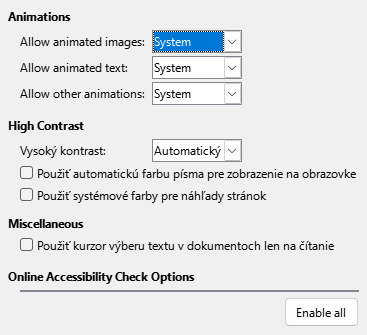 Animations
Allow animated images: System
Allow animated text: System
Allow other animations: System
High Contrast
Vysoký kontrast: Automatický
Použiť automatickú farbu písma pre zobrazenie na obrazovke
Použiť systémové farby pre náhľady stránok
Miscellaneous
Použiť kurzor výberu textu v dokumentoch len na čítanie
Online Accessibility Check Options
Enable all